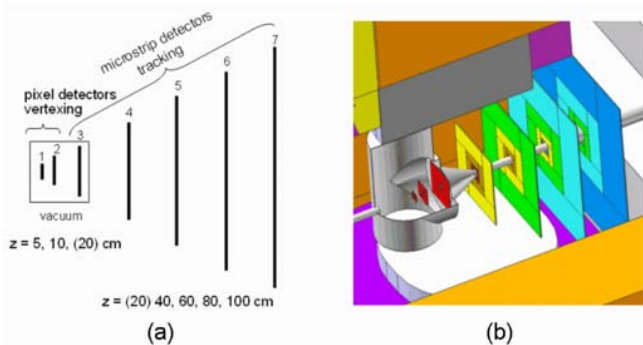 microstrip detectors
tracking
pixel detectors
vertexing
1
2
3
4
5
6
7
vacuum
z = 5, 10, (20) cm
z = (20) 40, 60, 80, 100 cm
(a)
(b)